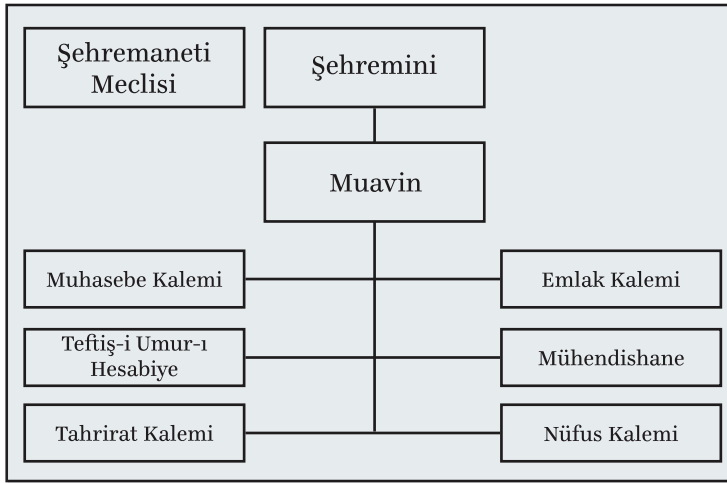 Şehremaneti
Meclisi
Şehremini
Muavin
Muhasebe Kalemi
Emlak Kalemi
Teftiş-i Umur-ı
Hesabiye
Mühendishane
Tahrirat Kalemi
Nüfus Kalemi